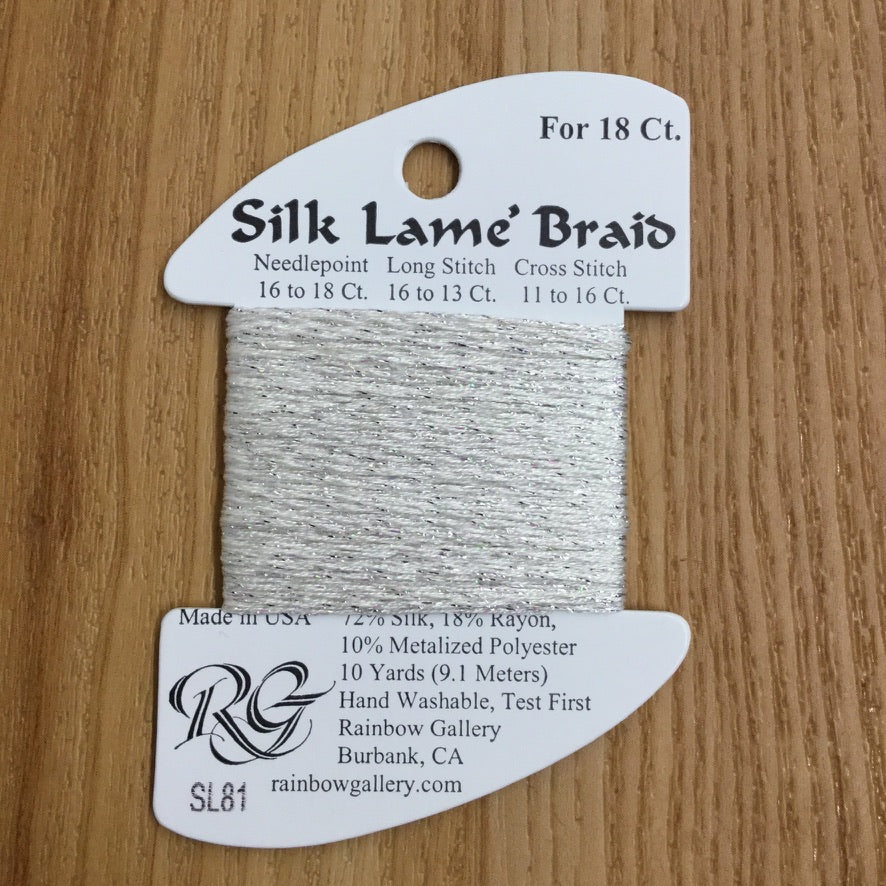 For 18 Ct.
Silk Lame' Braid
Needlepoint Long Stitch Cross Stitch
16 to 18 Ct. 16 to 13 Ct. 11 to 16 Ct.
Made in USA 72% Silk, 18% Rayon,
10% Metalized Polyester
10 Yards (9.1 Meters)
RG
Hand Washable, Test First
Rainbow Gallery
Burbank, CA
rainbowgallery.com
SL81